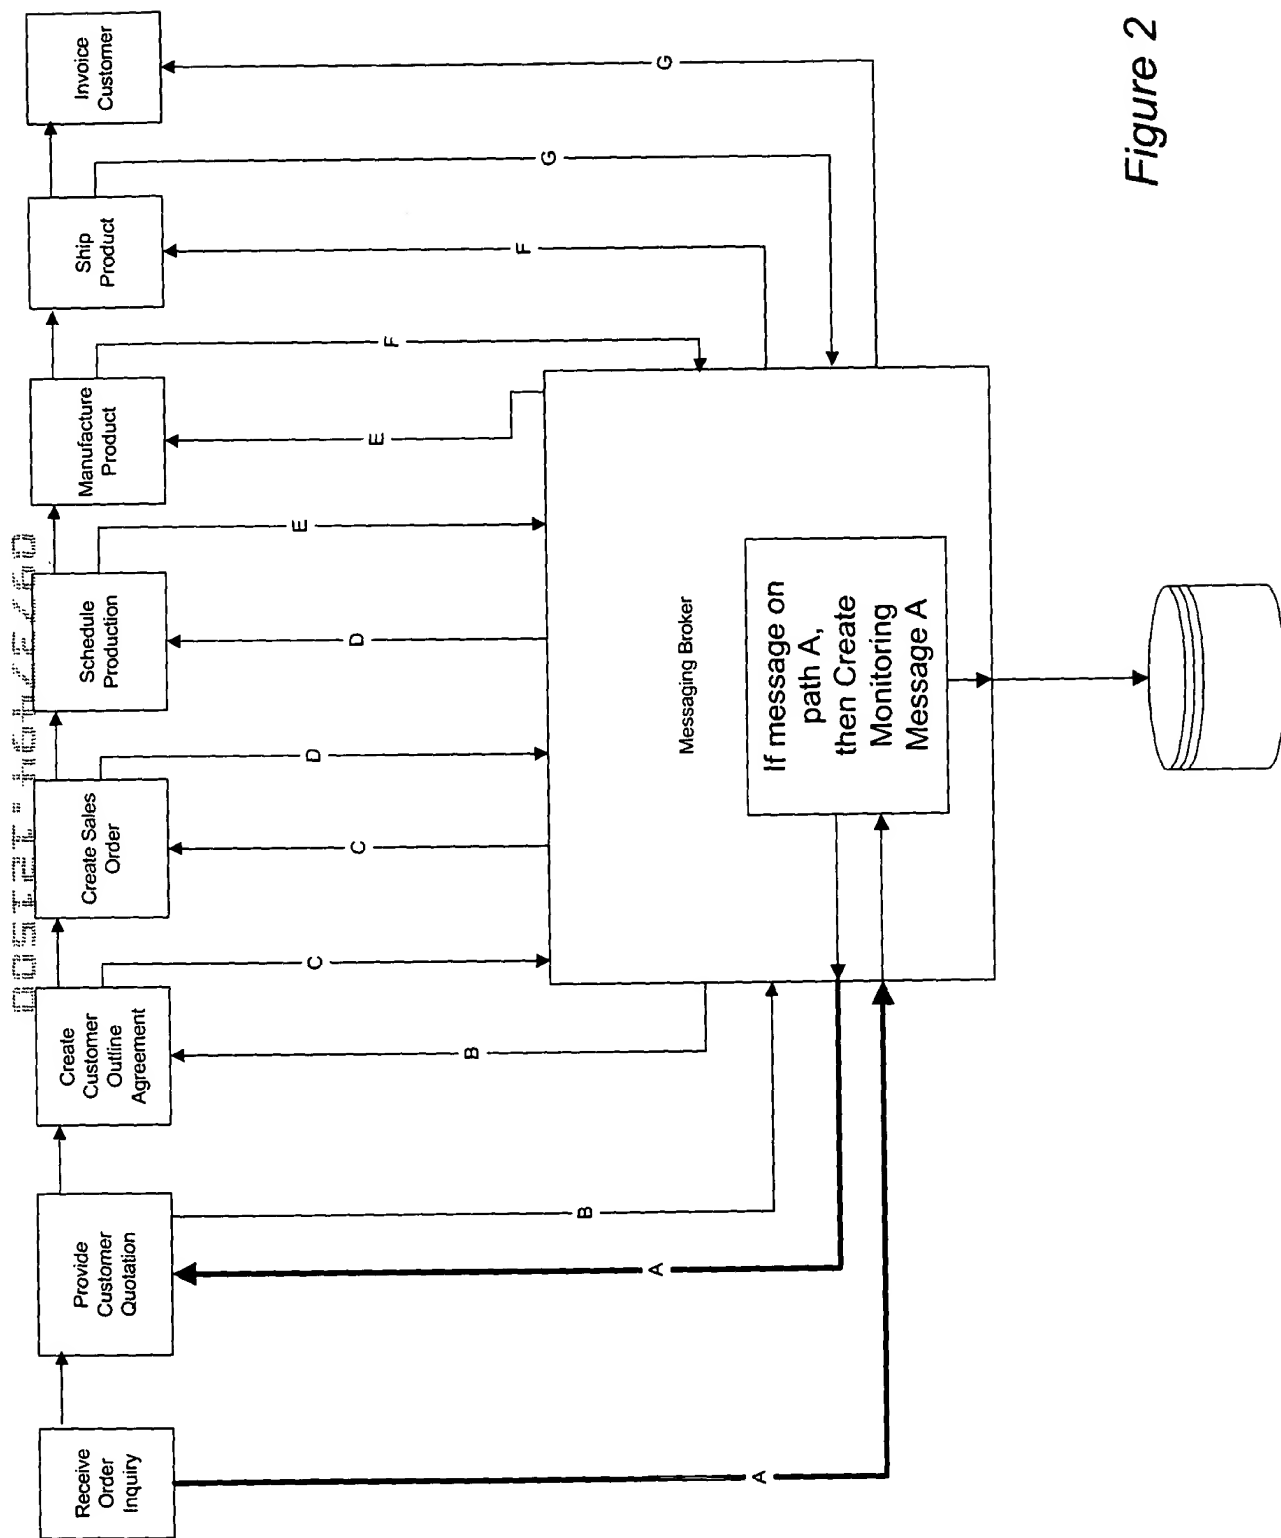 Receive
Order
Inquiry
Provide
Customer
Quotation
Create
Customer
Outline
Agreement
Create Sales
Order
Schedule
Production
Manufacture
Product
Ship
Product
Invoice
Customer
A
A
B
B
C
C
D
D
E
E
F
F
G
G
Messaging Broker
If message on
path A,
then Create
Monitoring
Message A
Figure 2